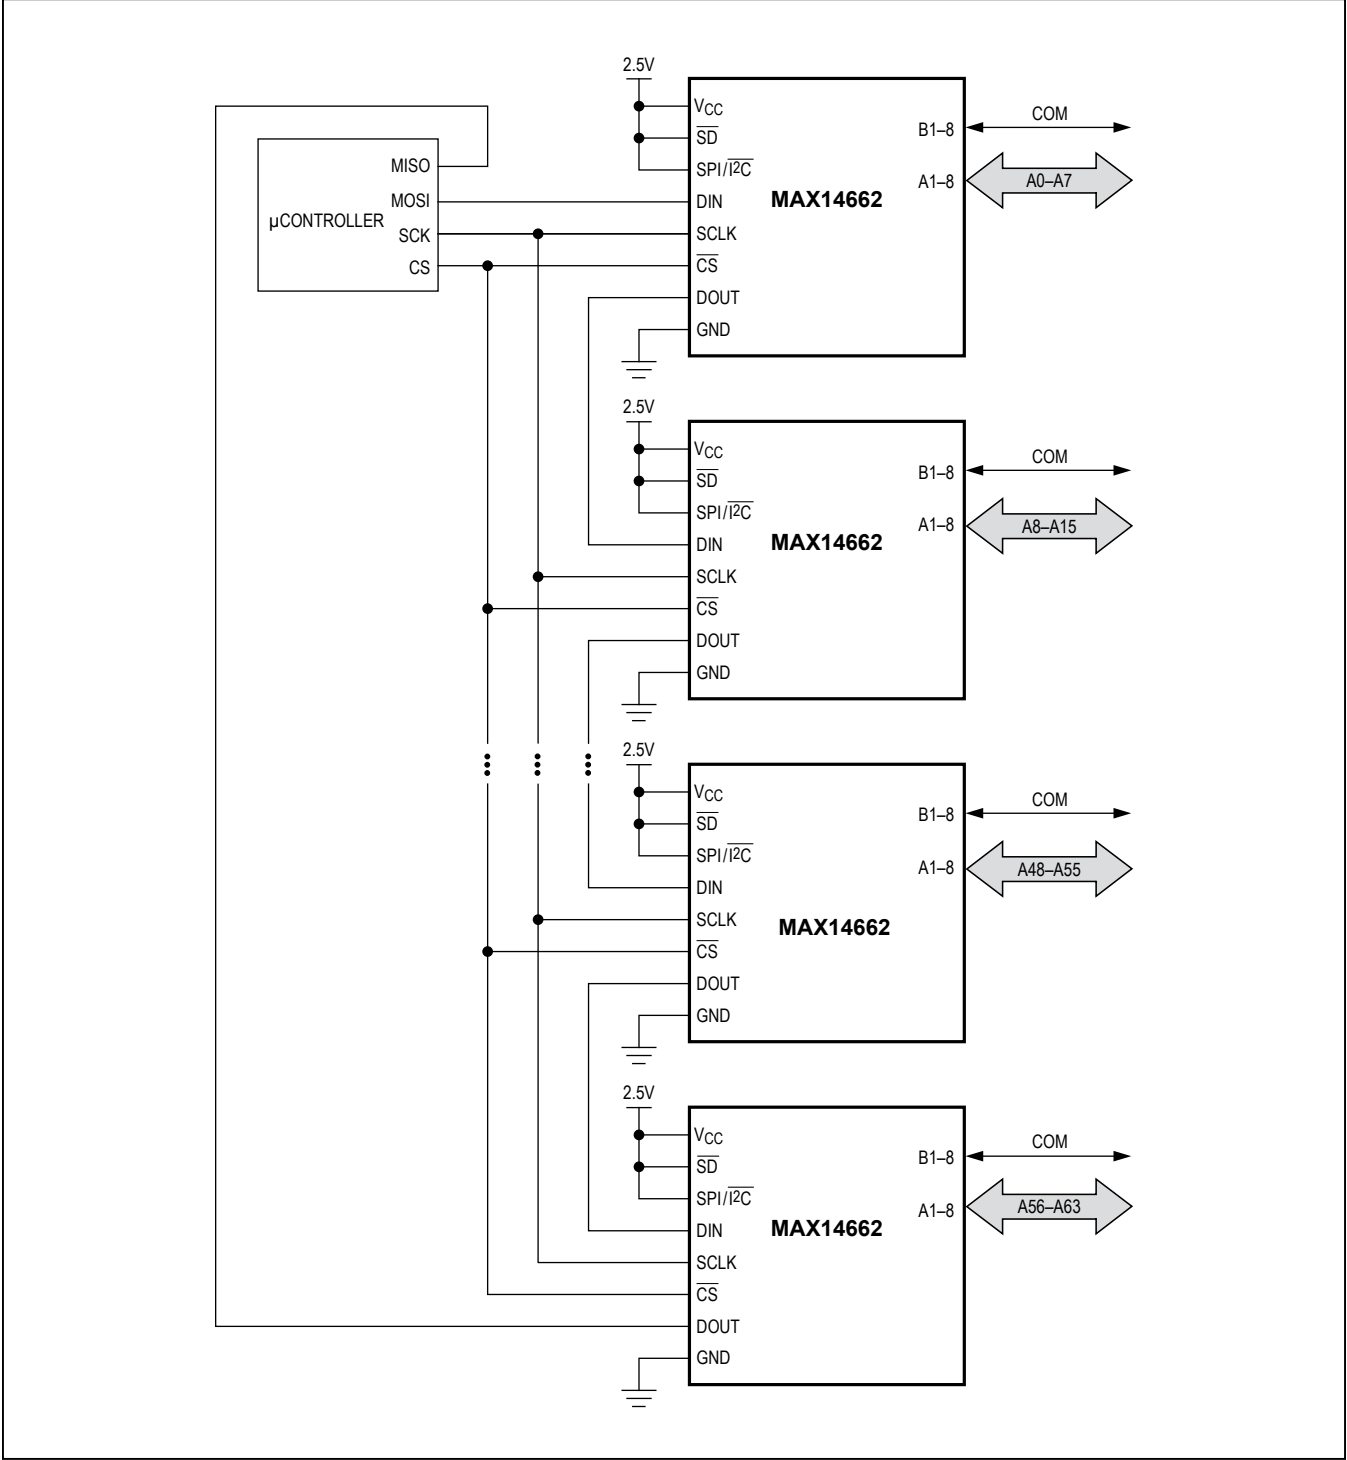 2.5V
VCC
SD
SPI/I2C
DIN
SCLK
CS
DOUT
GND
MAX14662
B1–8
A1–8
COM
A0–A7
µCONTROLLER
MISO
MOSI
SCK
CS
2.5V
VCC
SD
SPI/I2C
DIN
SCLK
CS
DOUT
GND
MAX14662
B1–8
A1–8
COM
A8–A15
2.5V
VCC
SD
SPI/I2C
DIN
SCLK
CS
DOUT
GND
MAX14662
B1–8
A1–8
COM
A48–A55
2.5V
VCC
SD
SPI/I2C
DIN
SCLK
CS
DOUT
GND
MAX14662
B1–8
A1–8
COM
A56–A63